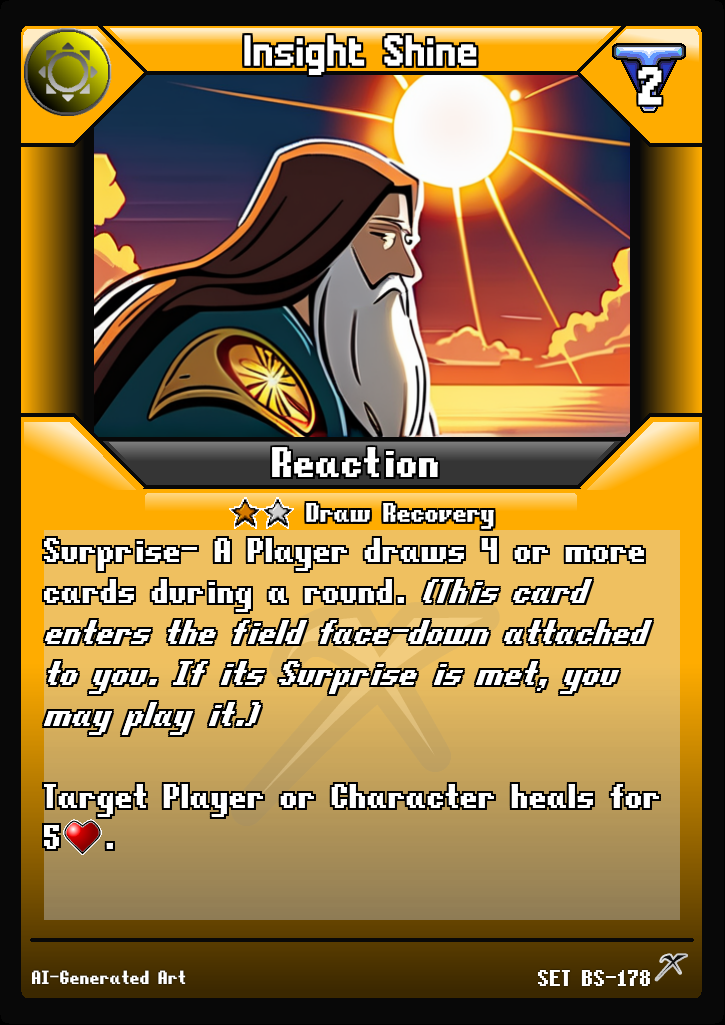 Insight Shine
2
Reaction
Draw Recovery
Surprise- A Player draws 4 or more
cards during a round. (This card
enters the field face-down attached
to you. If its Surprise is met, you
may play it.)
Target Player or Character heals for
5.
AI-Generated Art
SET BS-178